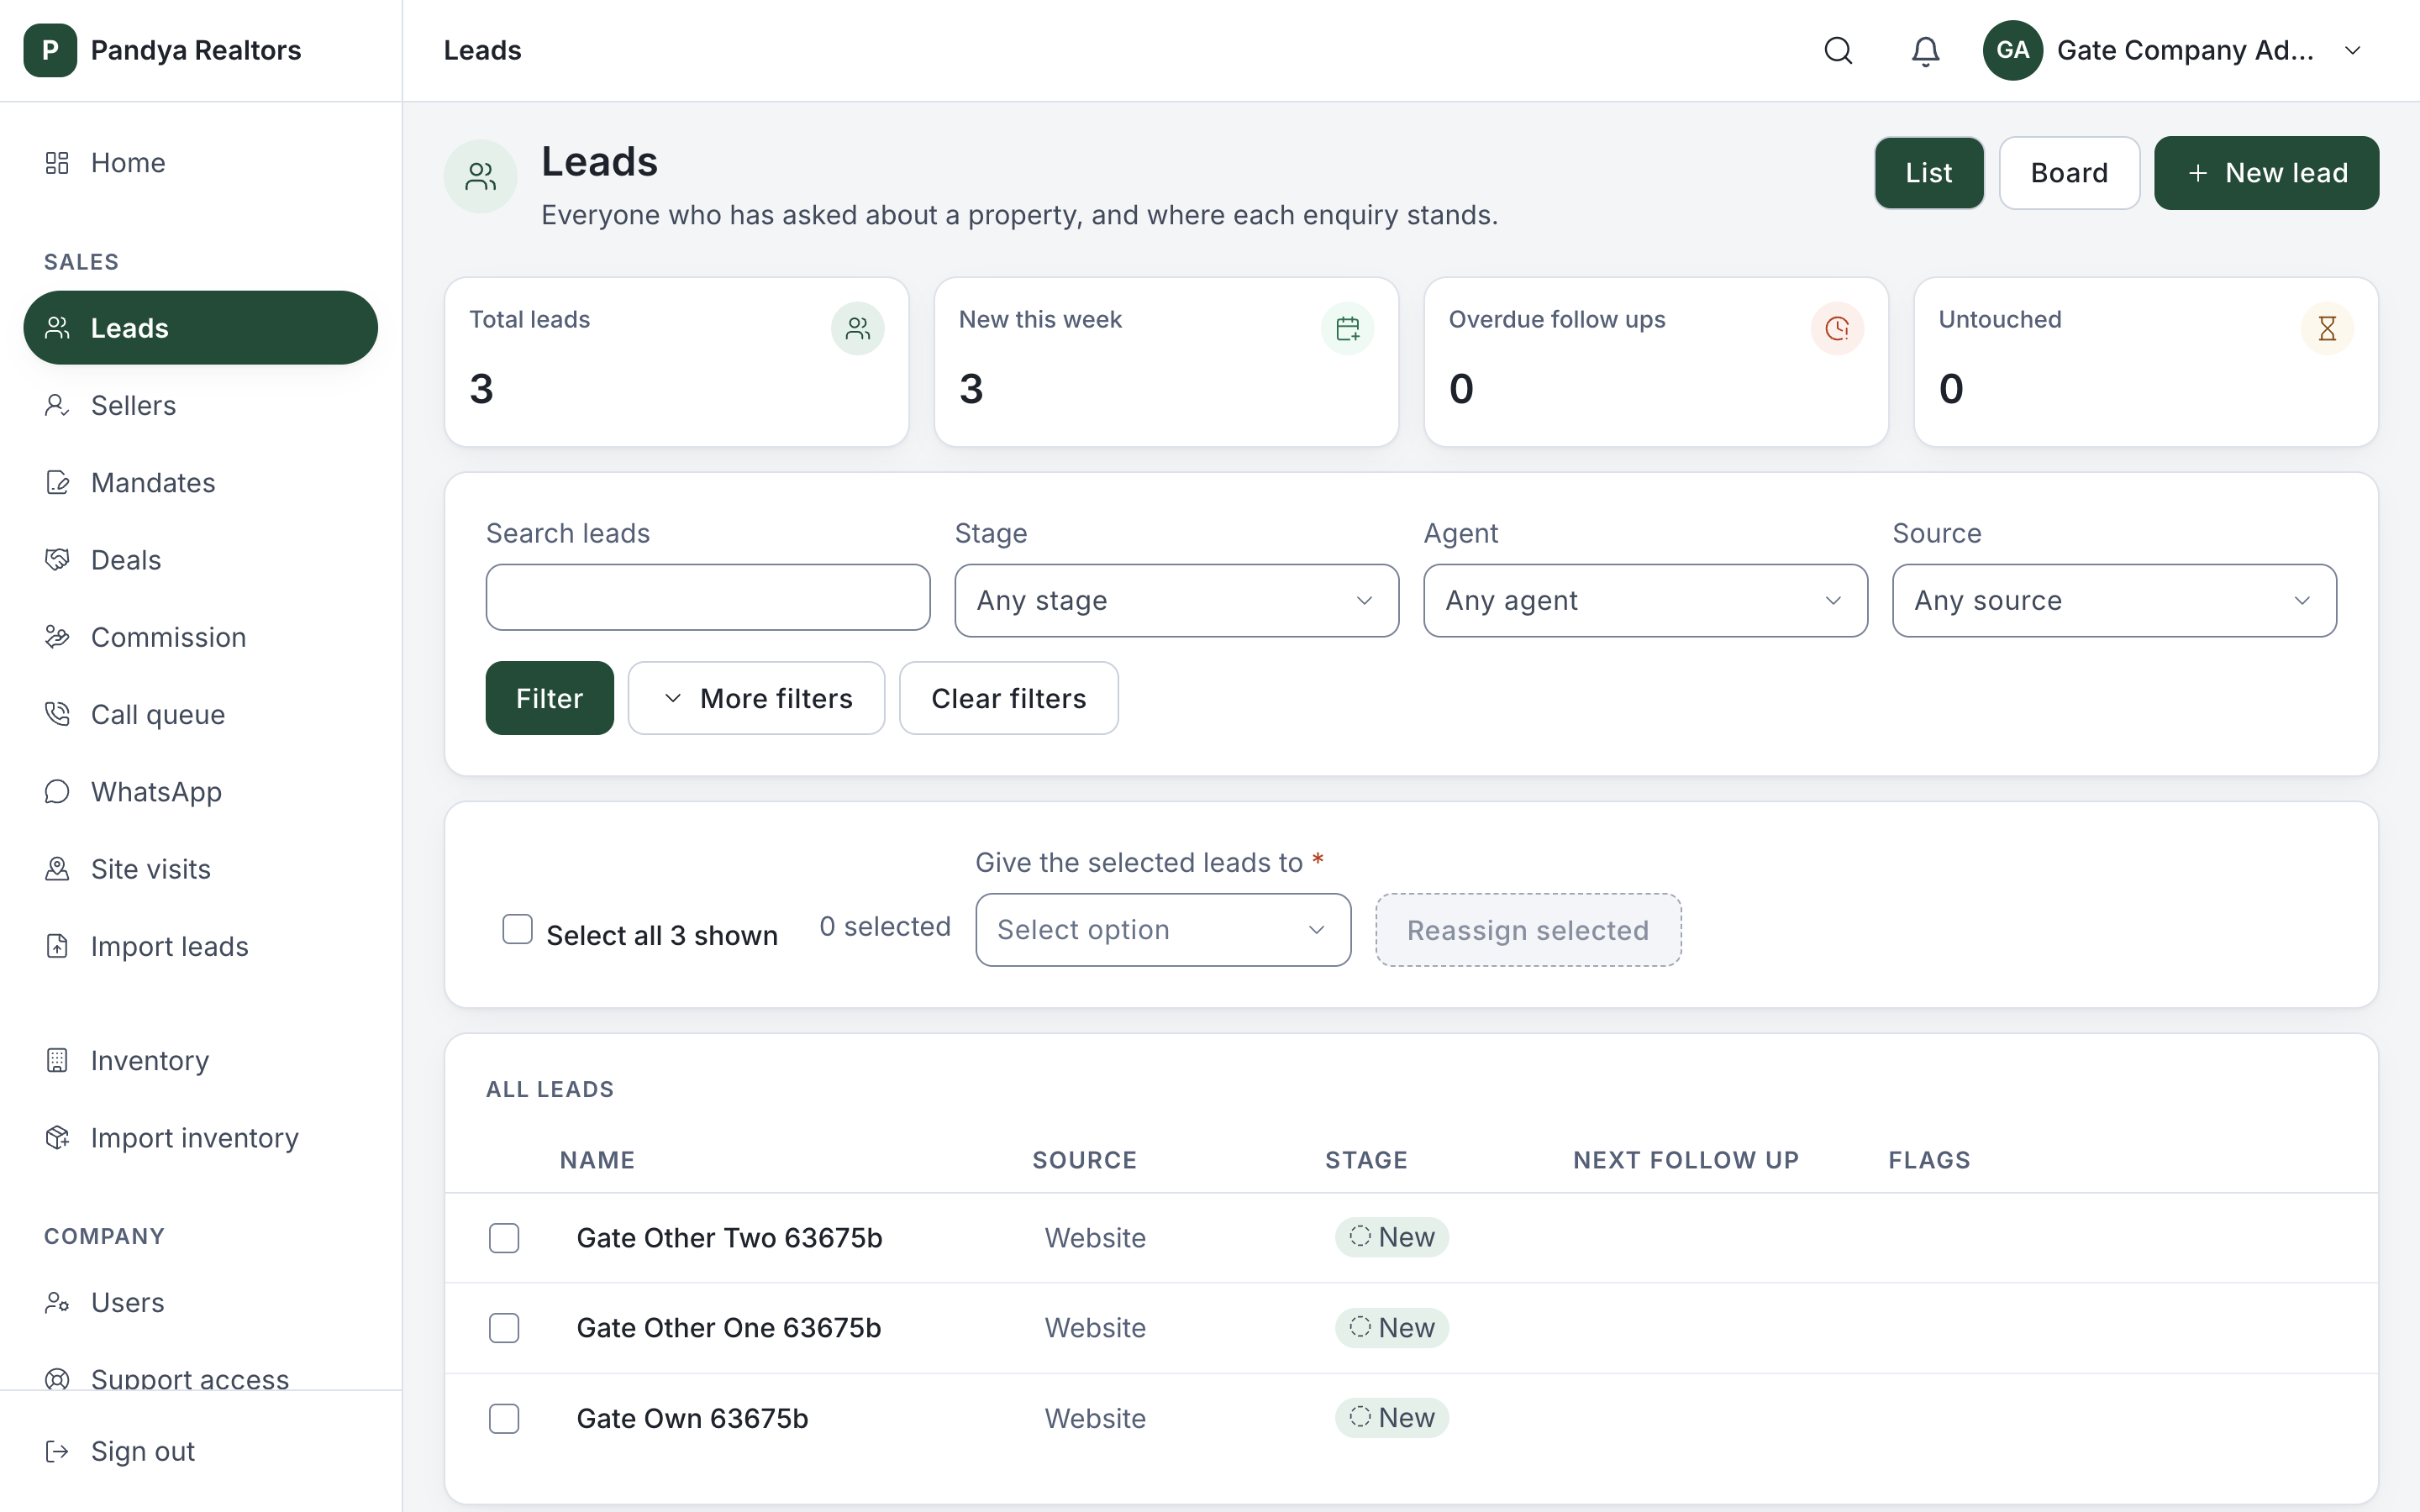 P Pandya Realtors
Leads
GA Gate Company Ad...
Home
SALES
Leads
Sellers
Mandates
Deals
Commission
Call queue
WhatsApp
Site visits
Import leads
Inventory
Import inventory
COMPANY
Users
Support access
Sign out
Leads
Everyone who has asked about a property, and where each enquiry stands.
List
Board
+ New lead
Total leads
3
New this week
3
Overdue follow ups
0
Untouched
0
Search leads
Stage
Any stage
Agent
Any agent
Source
Any source
Filter
More filters
Clear filters
Select all 3 shown
0 selected
Give the selected leads to *
Select option
Reassign selected
ALL LEADS
NAME SOURCE STAGE NEXT FOLLOW UP FLAGS
Gate Other Two 63675b Website New
Gate Other One 63675b Website New
Gate Own 63675b Website New